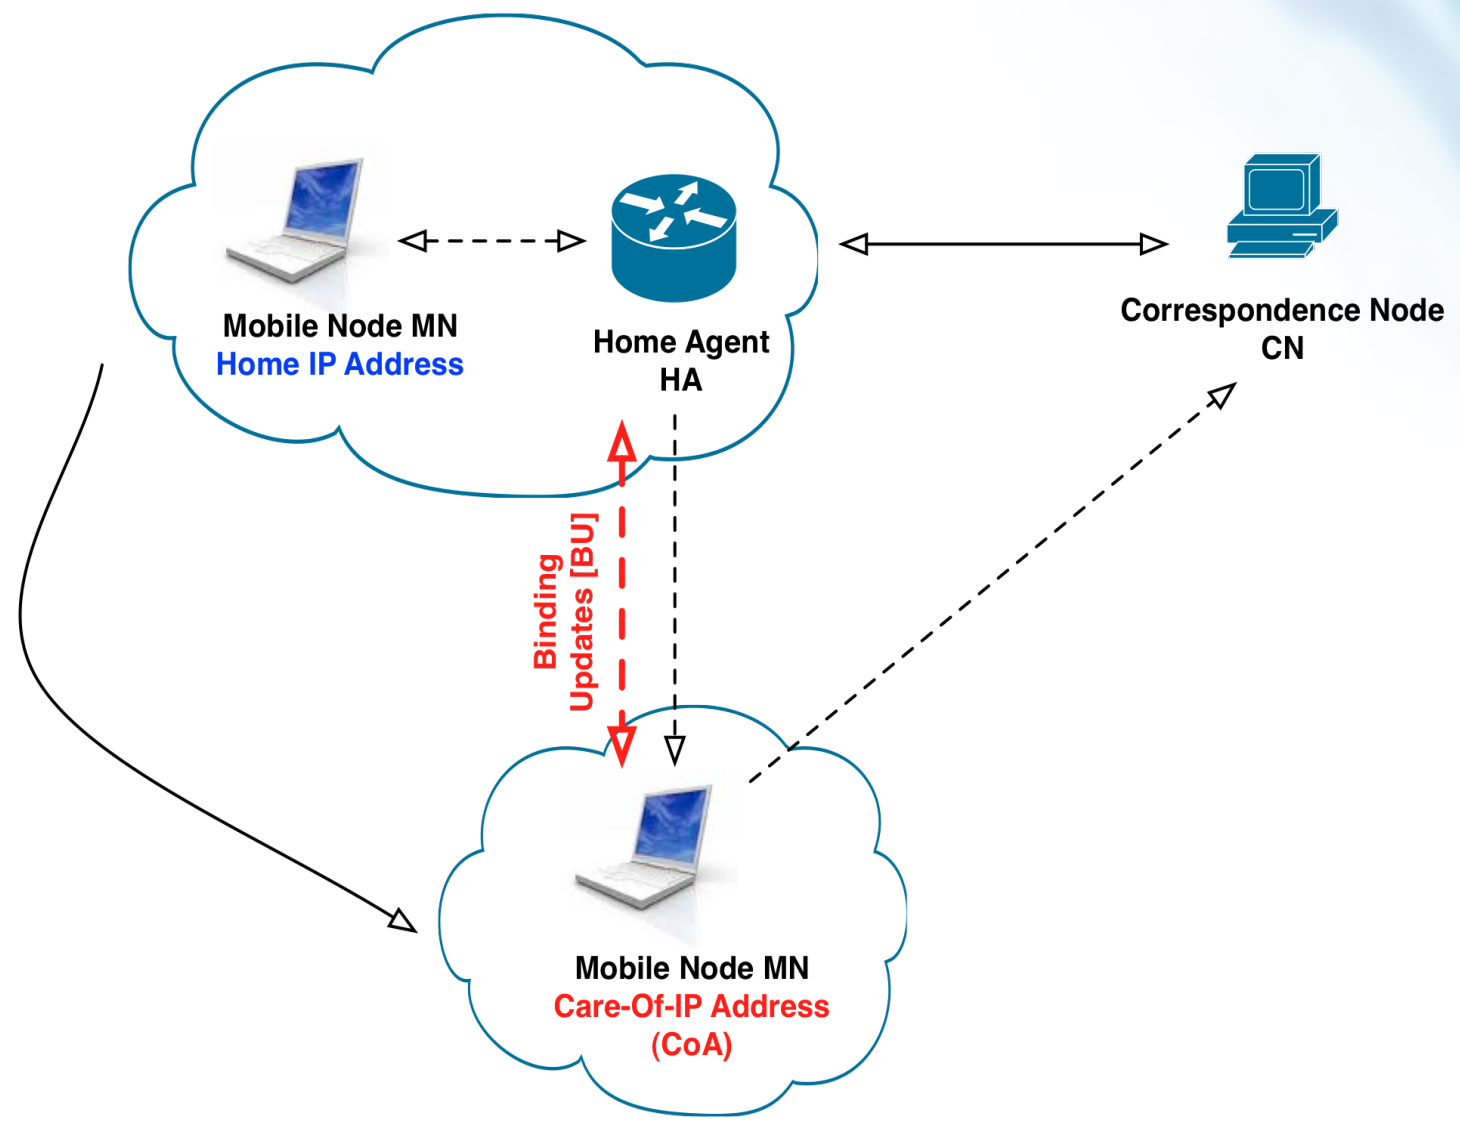 Mobile Node MN
Home IP Address
Home Agent
HA
Correspondence Node
CN
Binding
Updates [BU]
Mobile Node MN
Care-Of-IP Address
(CoA)